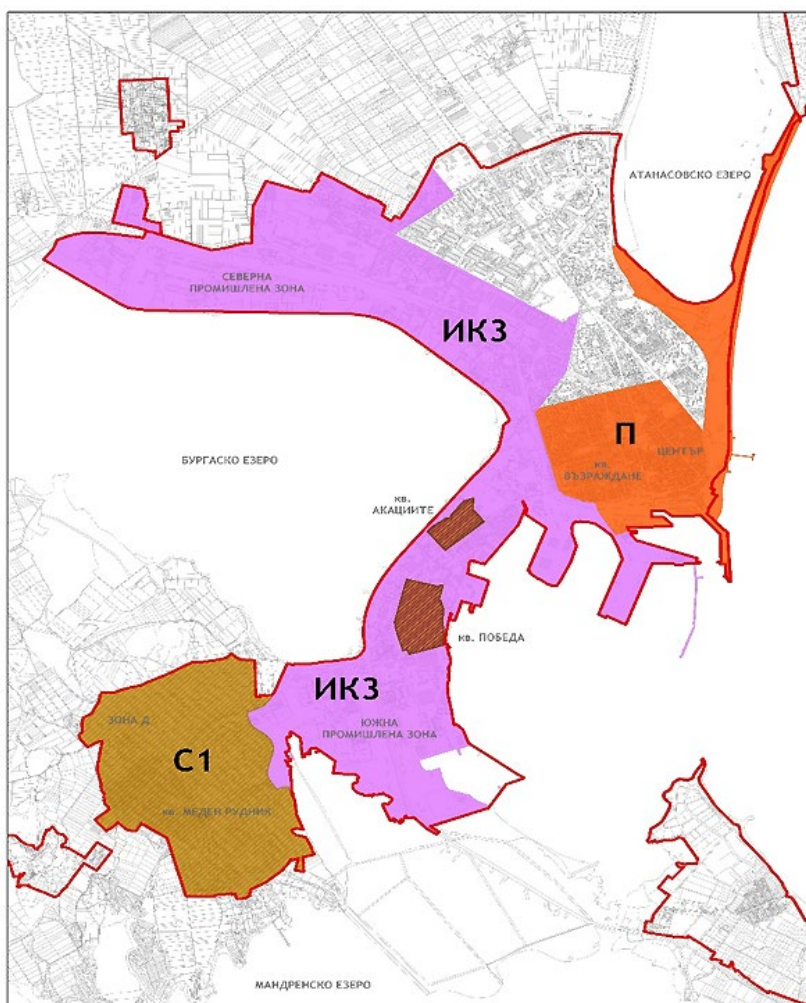 АТАНАСОВСКО ЕЗЕРО
СЕВЕРНА
ПРОМИШЛЕНА ЗОНА
ИКЗ
П
ЦЕНТЪР
кв.
ВЪЗРАЖДАНЕ
БУРГАСКО ЕЗЕРО
кв.
АКАЦИИТЕ
кв. ПОБЕДА
ИКЗ
ЗОНА Д
ЮЖНА
ПРОМИШЛЕНА ЗОНА
С1
кв. МЕДЕН РУДНИК
МАНДРЕНСКО ЕЗЕРО